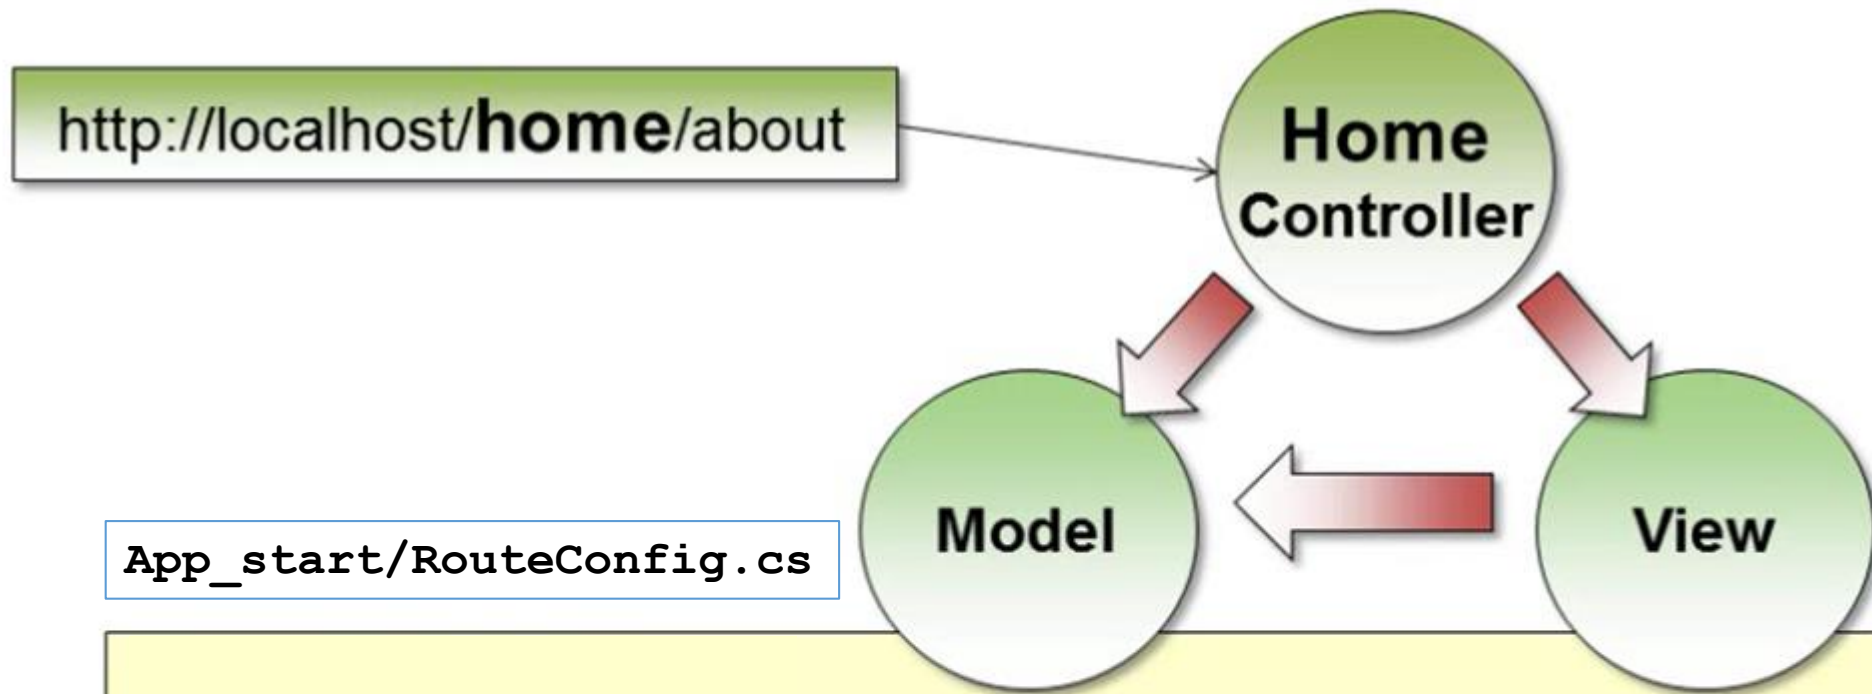 http://localhost/home/about
Home
Controller
Model
View
App_start/RouteConfig.cs